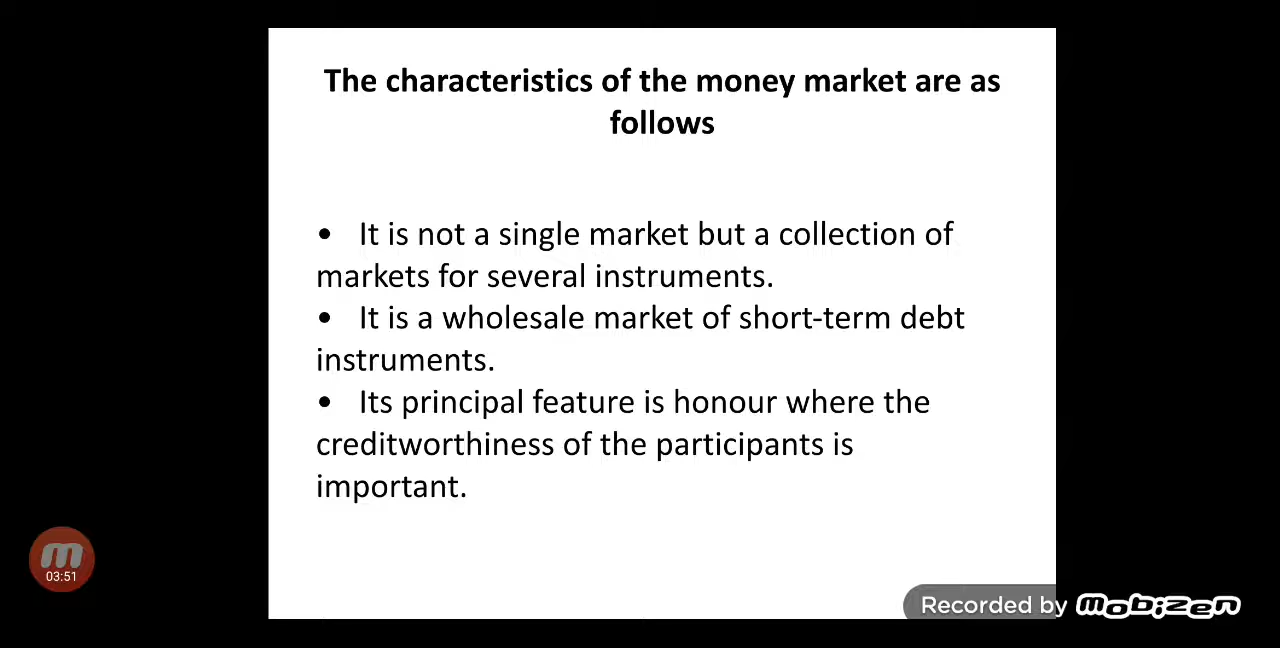 The characteristics of the money market are as
follows
• It is not a single market but a collection of
markets for several instruments.
• It is a wholesale market of short-term debt
instruments.
• Its principal feature is honour where the
creditworthiness of the participants is
important.
03:51
Recorded by Mobizen